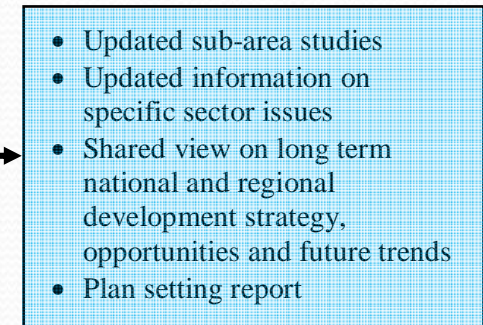 • Updated sub-area studies
• Updated information on
specific sector issues
• Shared view on long term
national and regional
development strategy,
opportunities and future trends
• Plan setting report